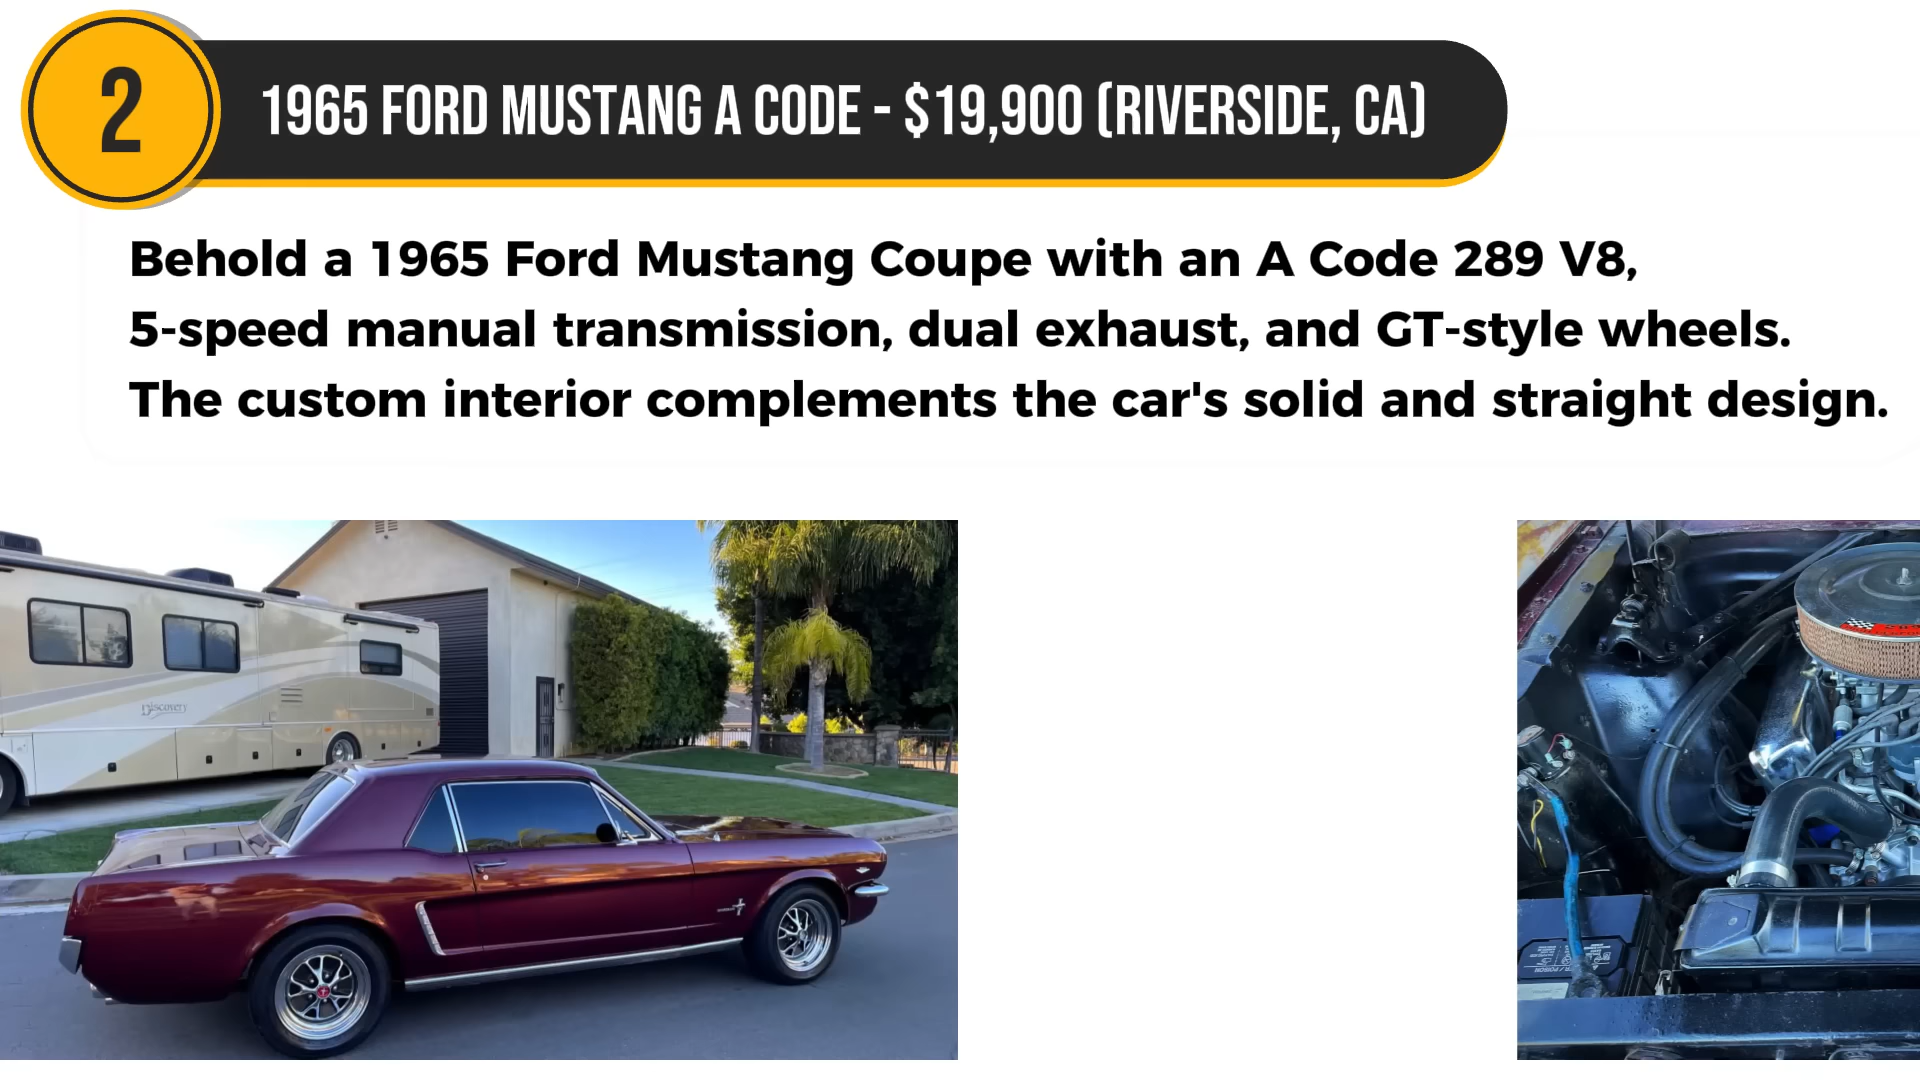 2
1965 FORD MUSTANG A CODE - $19,900 (RIVERSIDE, CA)
Behold a 1965 Ford Mustang Coupe with an A Code 289 V8,
5-speed manual transmission, dual exhaust, and GT-style wheels.
The custom interior complements the car's solid and straight design.
Discovery